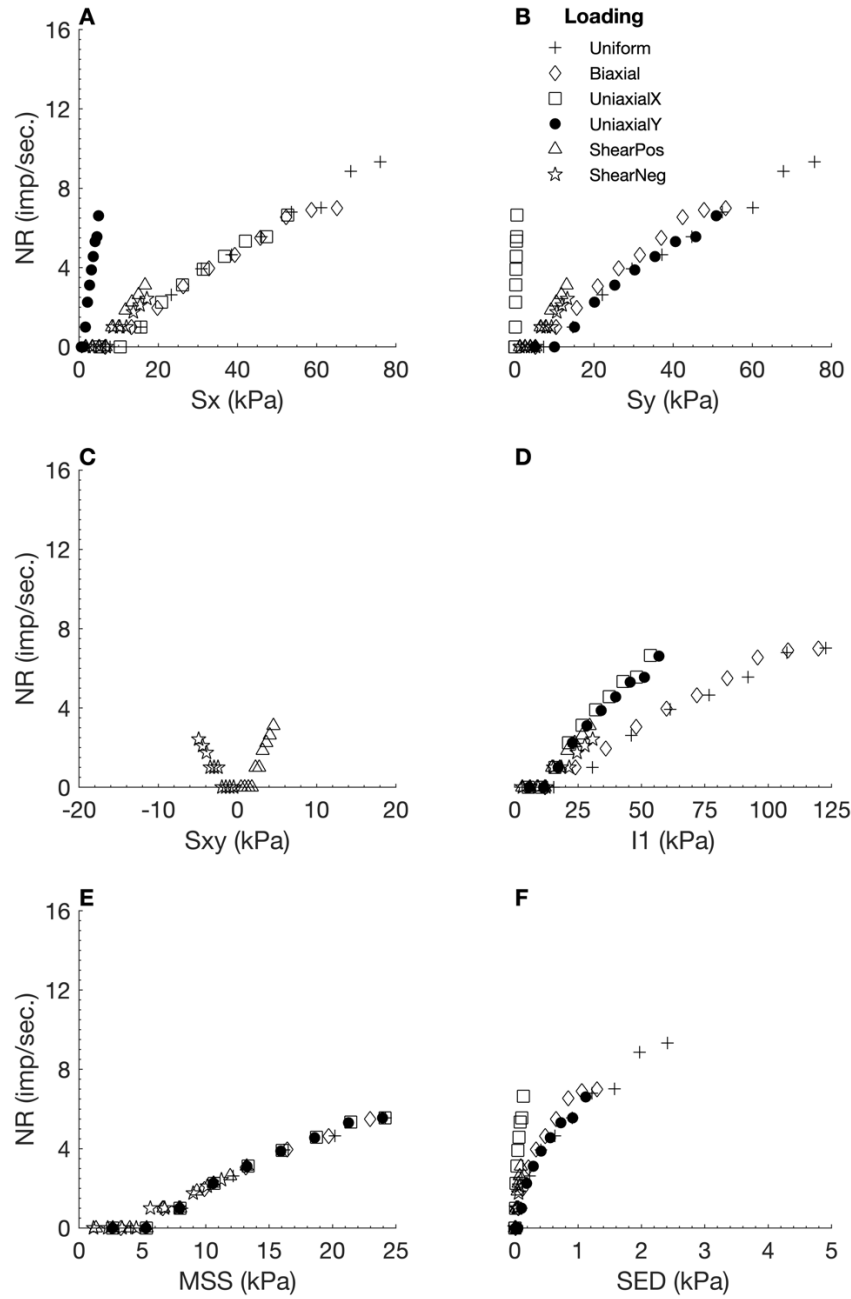 A
16
12
8
4
0
NR (imp/sec.)
0
20
40
60
80
Sx (kPa)
B
Loading
Uniform
Biaxial
UniaxialX
UniaxialY
ShearPos
ShearNeg
16
12
8
4
0
0
20
40
60
80
Sy (kPa)
C
16
12
8
4
0
NR (imp/sec.)
-20
-10
0
10
20
Sxy (kPa)
D
16
12
8
4
0
0
25
50
75
100
125
I1 (kPa)
E
16
12
8
4
0
NR (imp/sec.)
0
5
10
15
20
25
MSS (kPa)
F
16
12
8
4
0
0
1
2
3
4
5
SED (kPa)